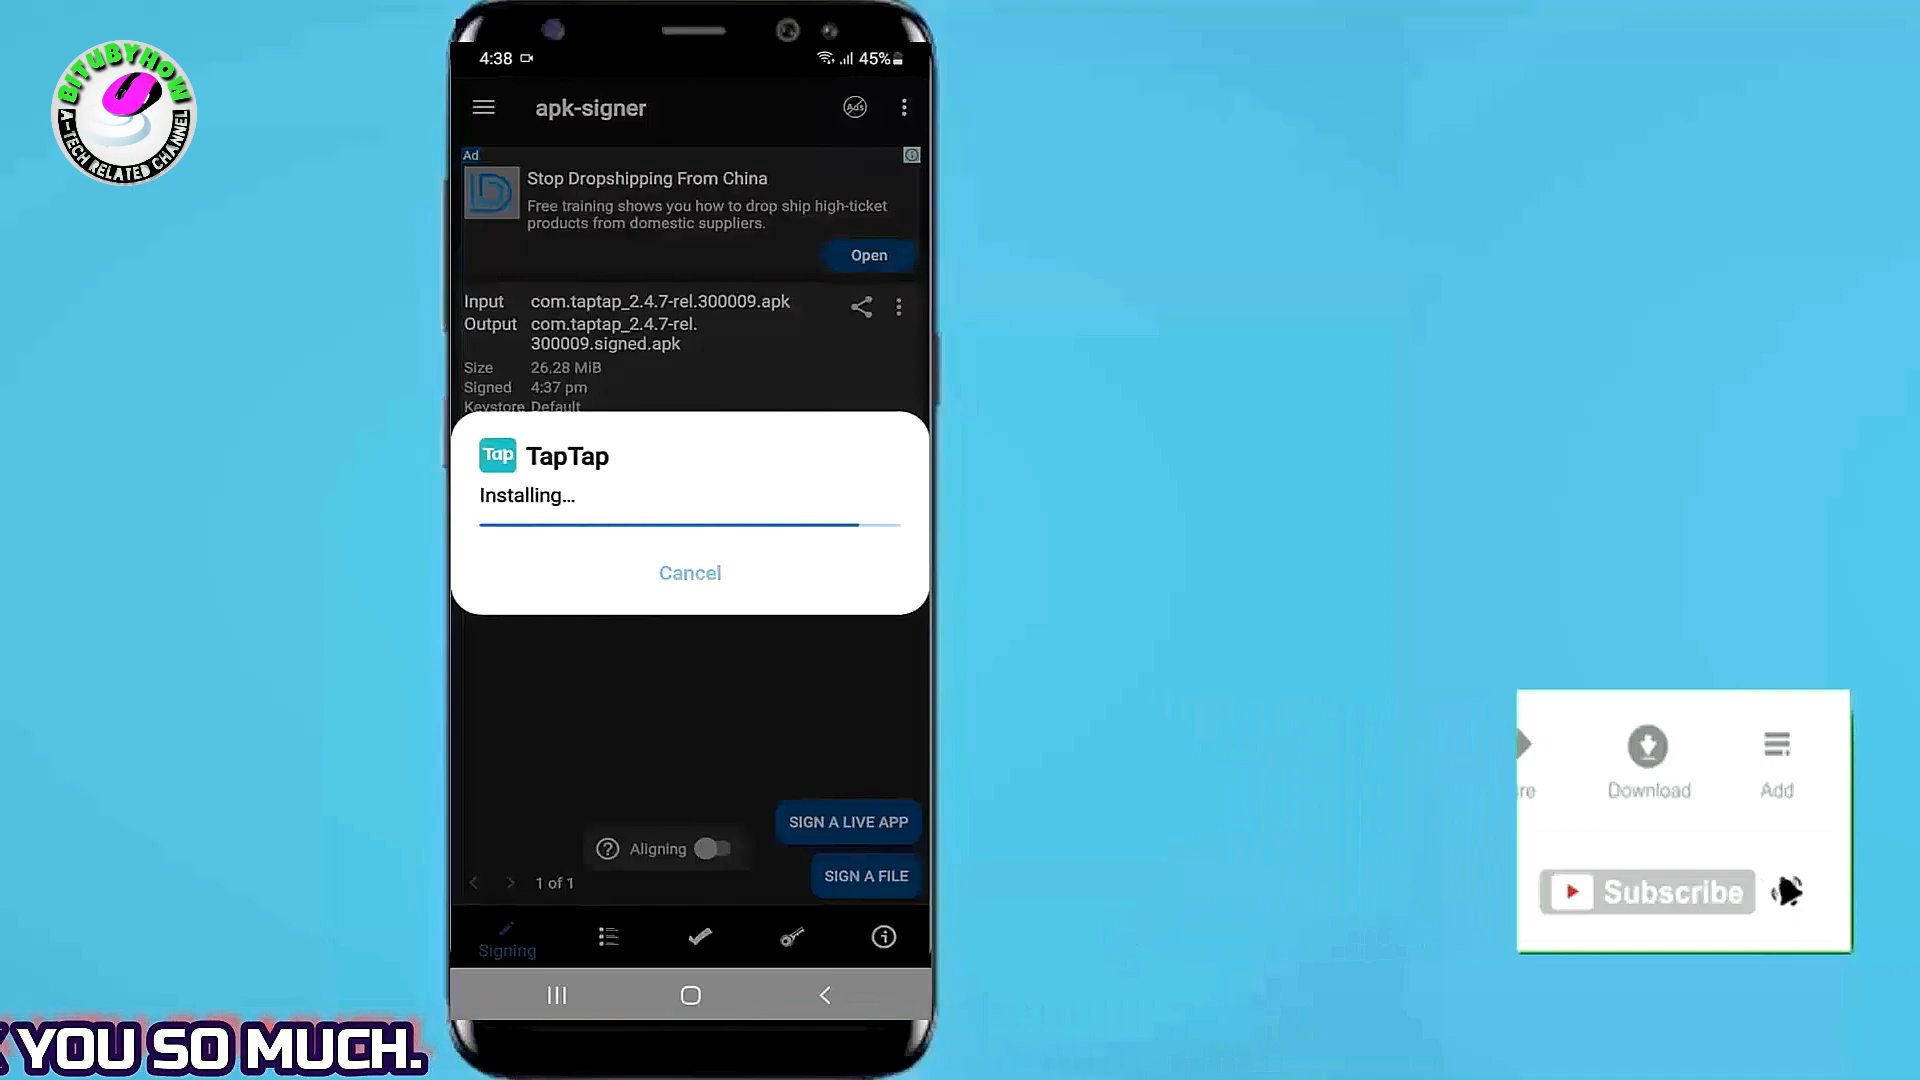 BITUBYHOW
A-TECH RELATED CHANNEL
4:38
45%
apk-signer
Ads
Ad
Stop Dropshipping From China
Free training shows you how to drop ship high-ticket
products from domestic suppliers.
Open
Input com.taptap_2.4.7-rel.300009.apk
Output com.taptap_2.4.7-rel.
300009.signed.apk
Size 26.28 MiB
Signed 4:37 pm
Keystore Default
Tap TapTap
Installing...
Cancel
SIGN A LIVE APP
Aligning
SIGN A FILE
1 of 1
Signing
re Download Add
Subscribe
YOU SO MUCH.